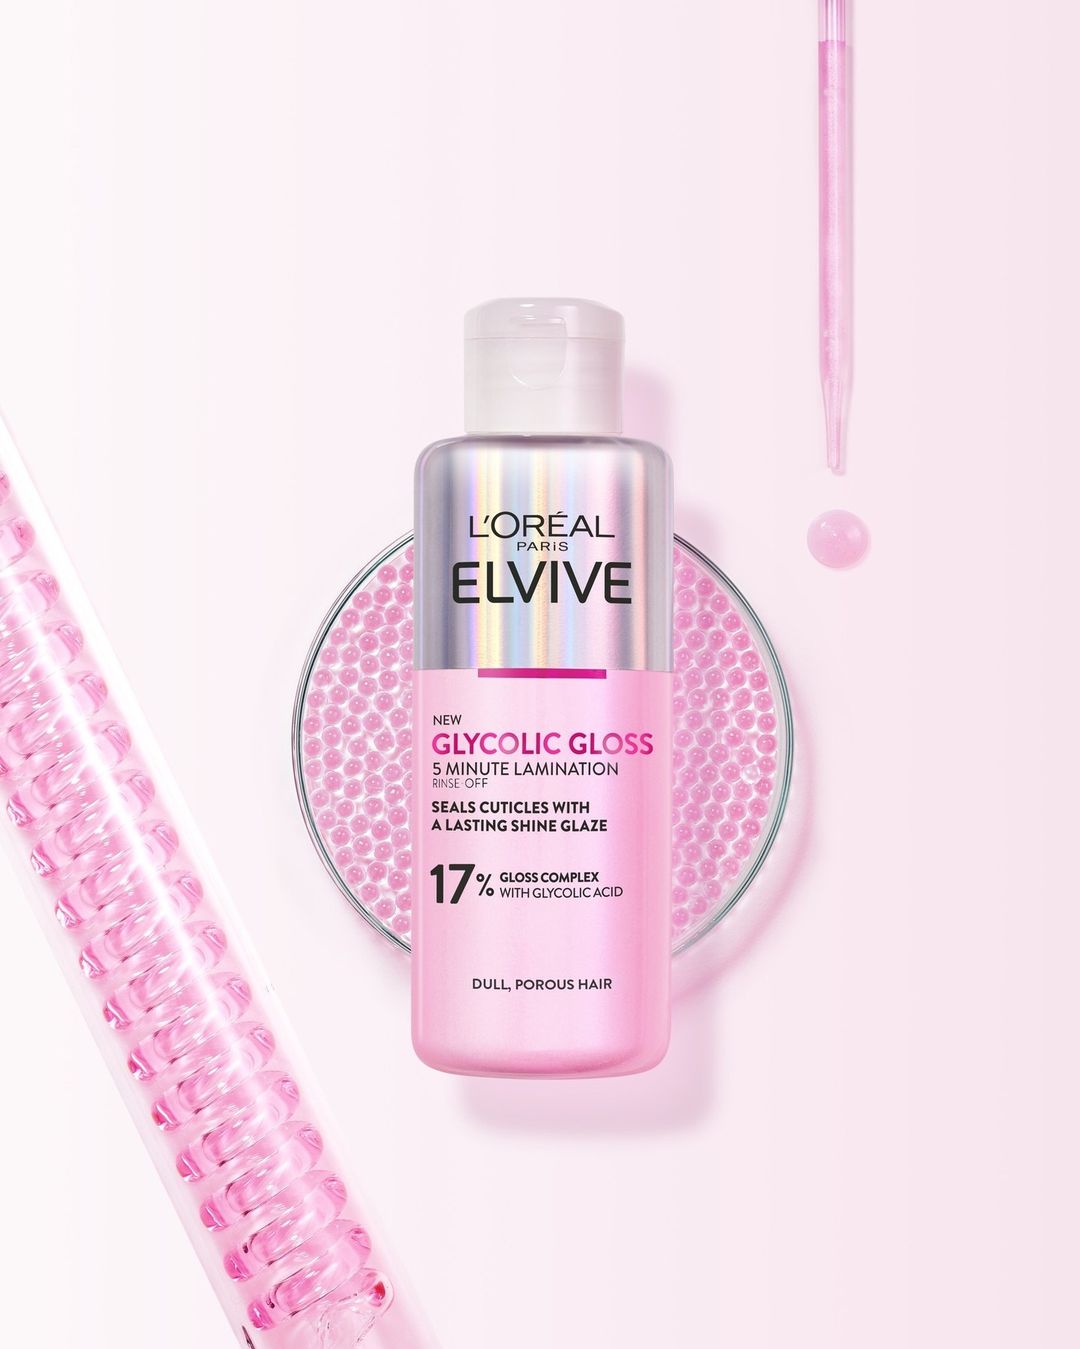 L'ORÉAL
PARiS
ELVIVE
NEW
GLYCOLIC GLOSS
5 MINUTE LAMINATION
RINSE-OFF
SEALS CUTICLES WITH
A LASTING SHINE GLAZE
17% GLOSS COMPLEX
WITH GLYCOLIC ACID
DULL, POROUS HAIR